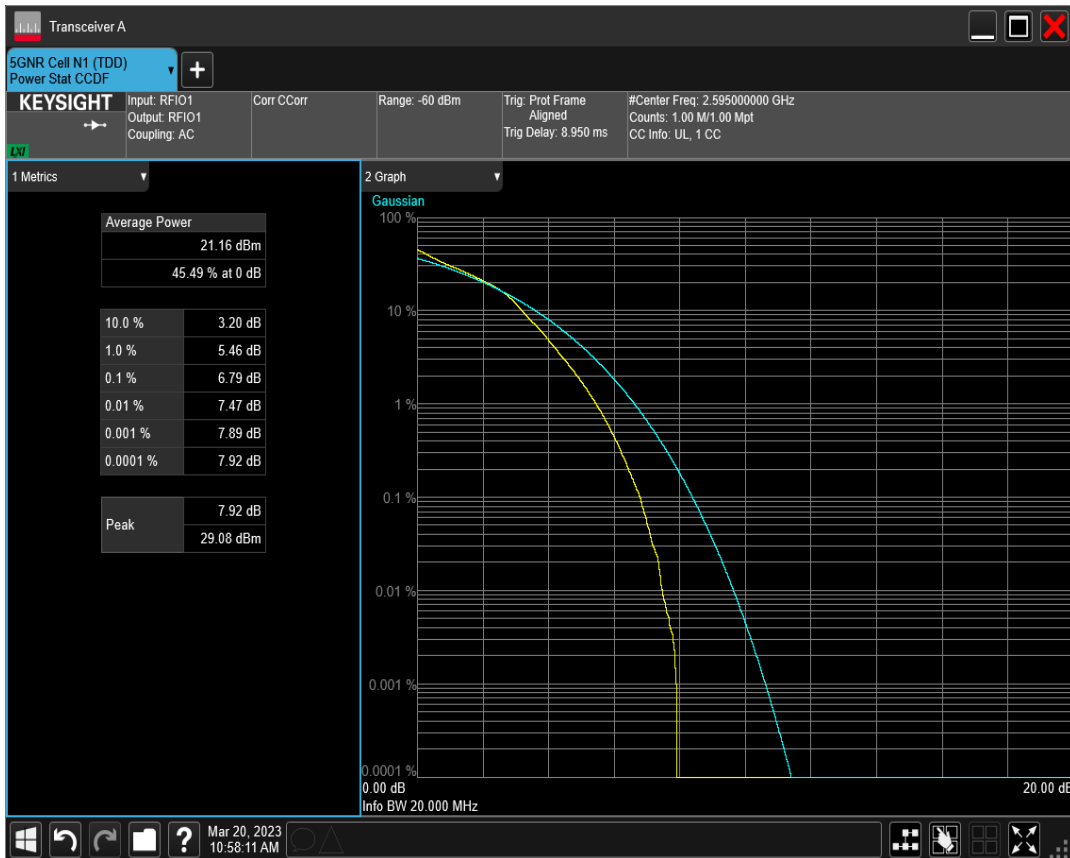 Transceiver A
5GNR Cell N1 (TDD)
Power Stat CCDF
+
KEYSIGHT
LXI
Input: RFIO1
Output: RFIO1
Coupling: AC
Corr CCorr
Range: -60 dBm
Trig: Prot Frame
Aligned
Trig Delay: 8.950 ms
#Center Freq: 2.595000000 GHz
Counts: 1.00 M/1.00 Mpt
CC Info: UL, 1 CC
1 Metrics
Average Power
21.16 dBm
45.49 % at 0 dB
10.0 % 3.20 dB
1.0 % 5.46 dB
0.1 % 6.79 dB
0.01 % 7.47 dB
0.001 % 7.89 dB
0.0001 % 7.92 dB
Peak
7.92 dB
29.08 dBm
2 Graph
Gaussian
100 %
10 %
1 %
0.1 %
0.01 %
0.001 %
0.0001 %
0.00 dB 20.00 dB
Info BW 20.000 MHz
?
Mar 20, 2023
10:58:11 AM